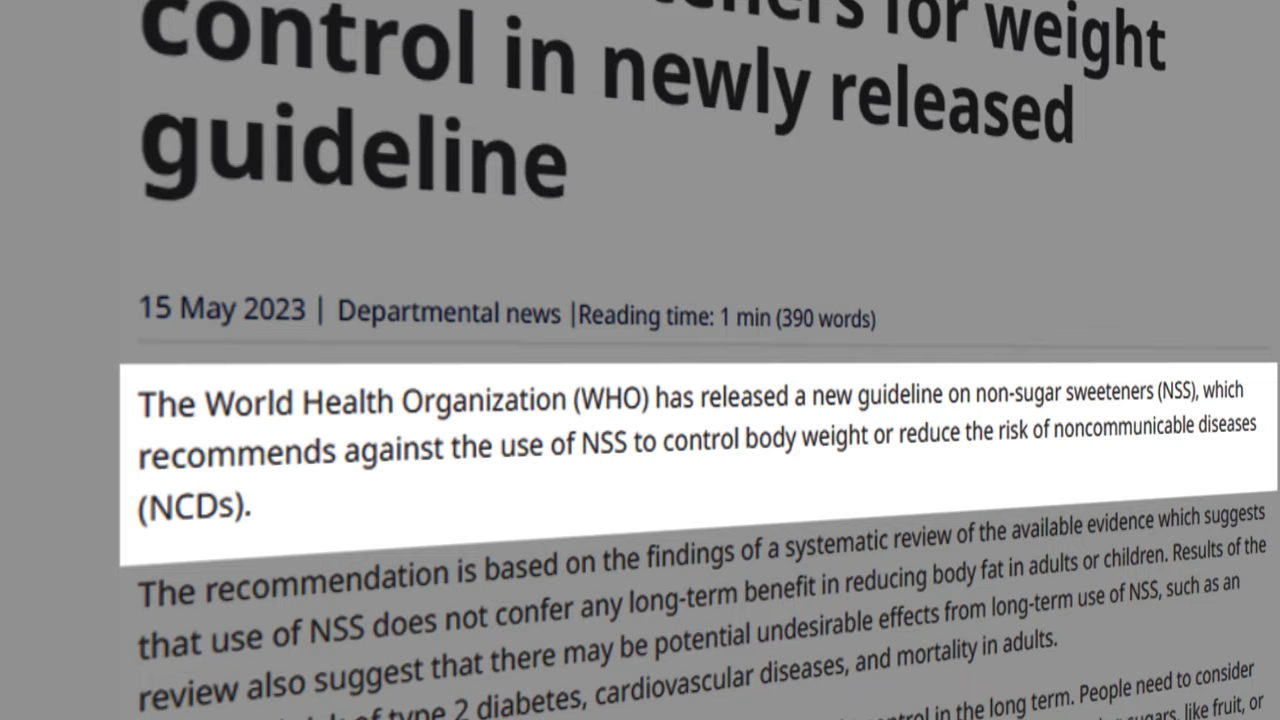 for weight
control in newly released
guideline
15 May 2023 | Departmental news |Reading time: 1 min (390 words)
The World Health Organization (WHO) has released a new guideline on non-sugar sweeteners (NSS), which
recommends against the use of NSS to control body weight or reduce the risk of noncommunicable diseases
(NCDs).
The recommendation is based on the findings of a systematic review of the available evidence which suggests
that use of NSS does not confer any long-term benefit in reducing body fat in adults or children. Results of the
review also suggest that there may be potential undesirable effects from long-term use of NSS, such as an
of type 2 diabetes, cardiovascular diseases, and mortality in adults.
in the long term. People need to consider
like fruit, or